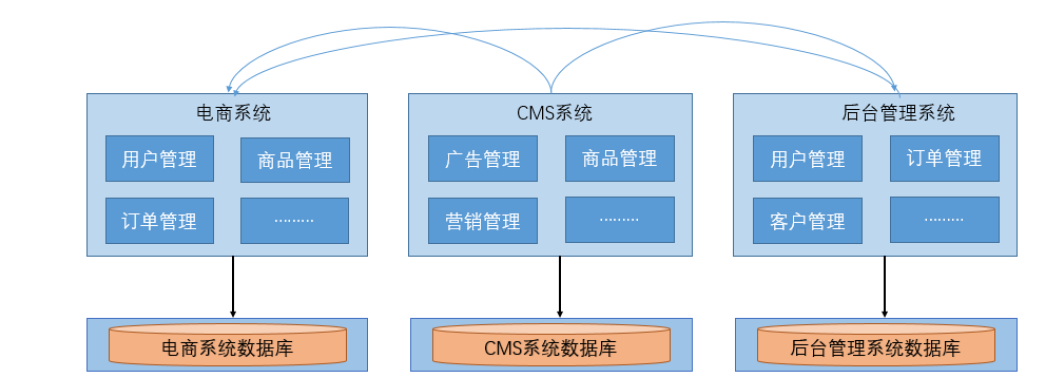 电商系统
CMS系统
后台管理系统
用户管理
商品管理
广告管理
商品管理
用户管理
订单管理
订单管理
………
营销管理
………
客户管理
………
电商系统数据库
CMS系统数据库
后台管理系统数据库